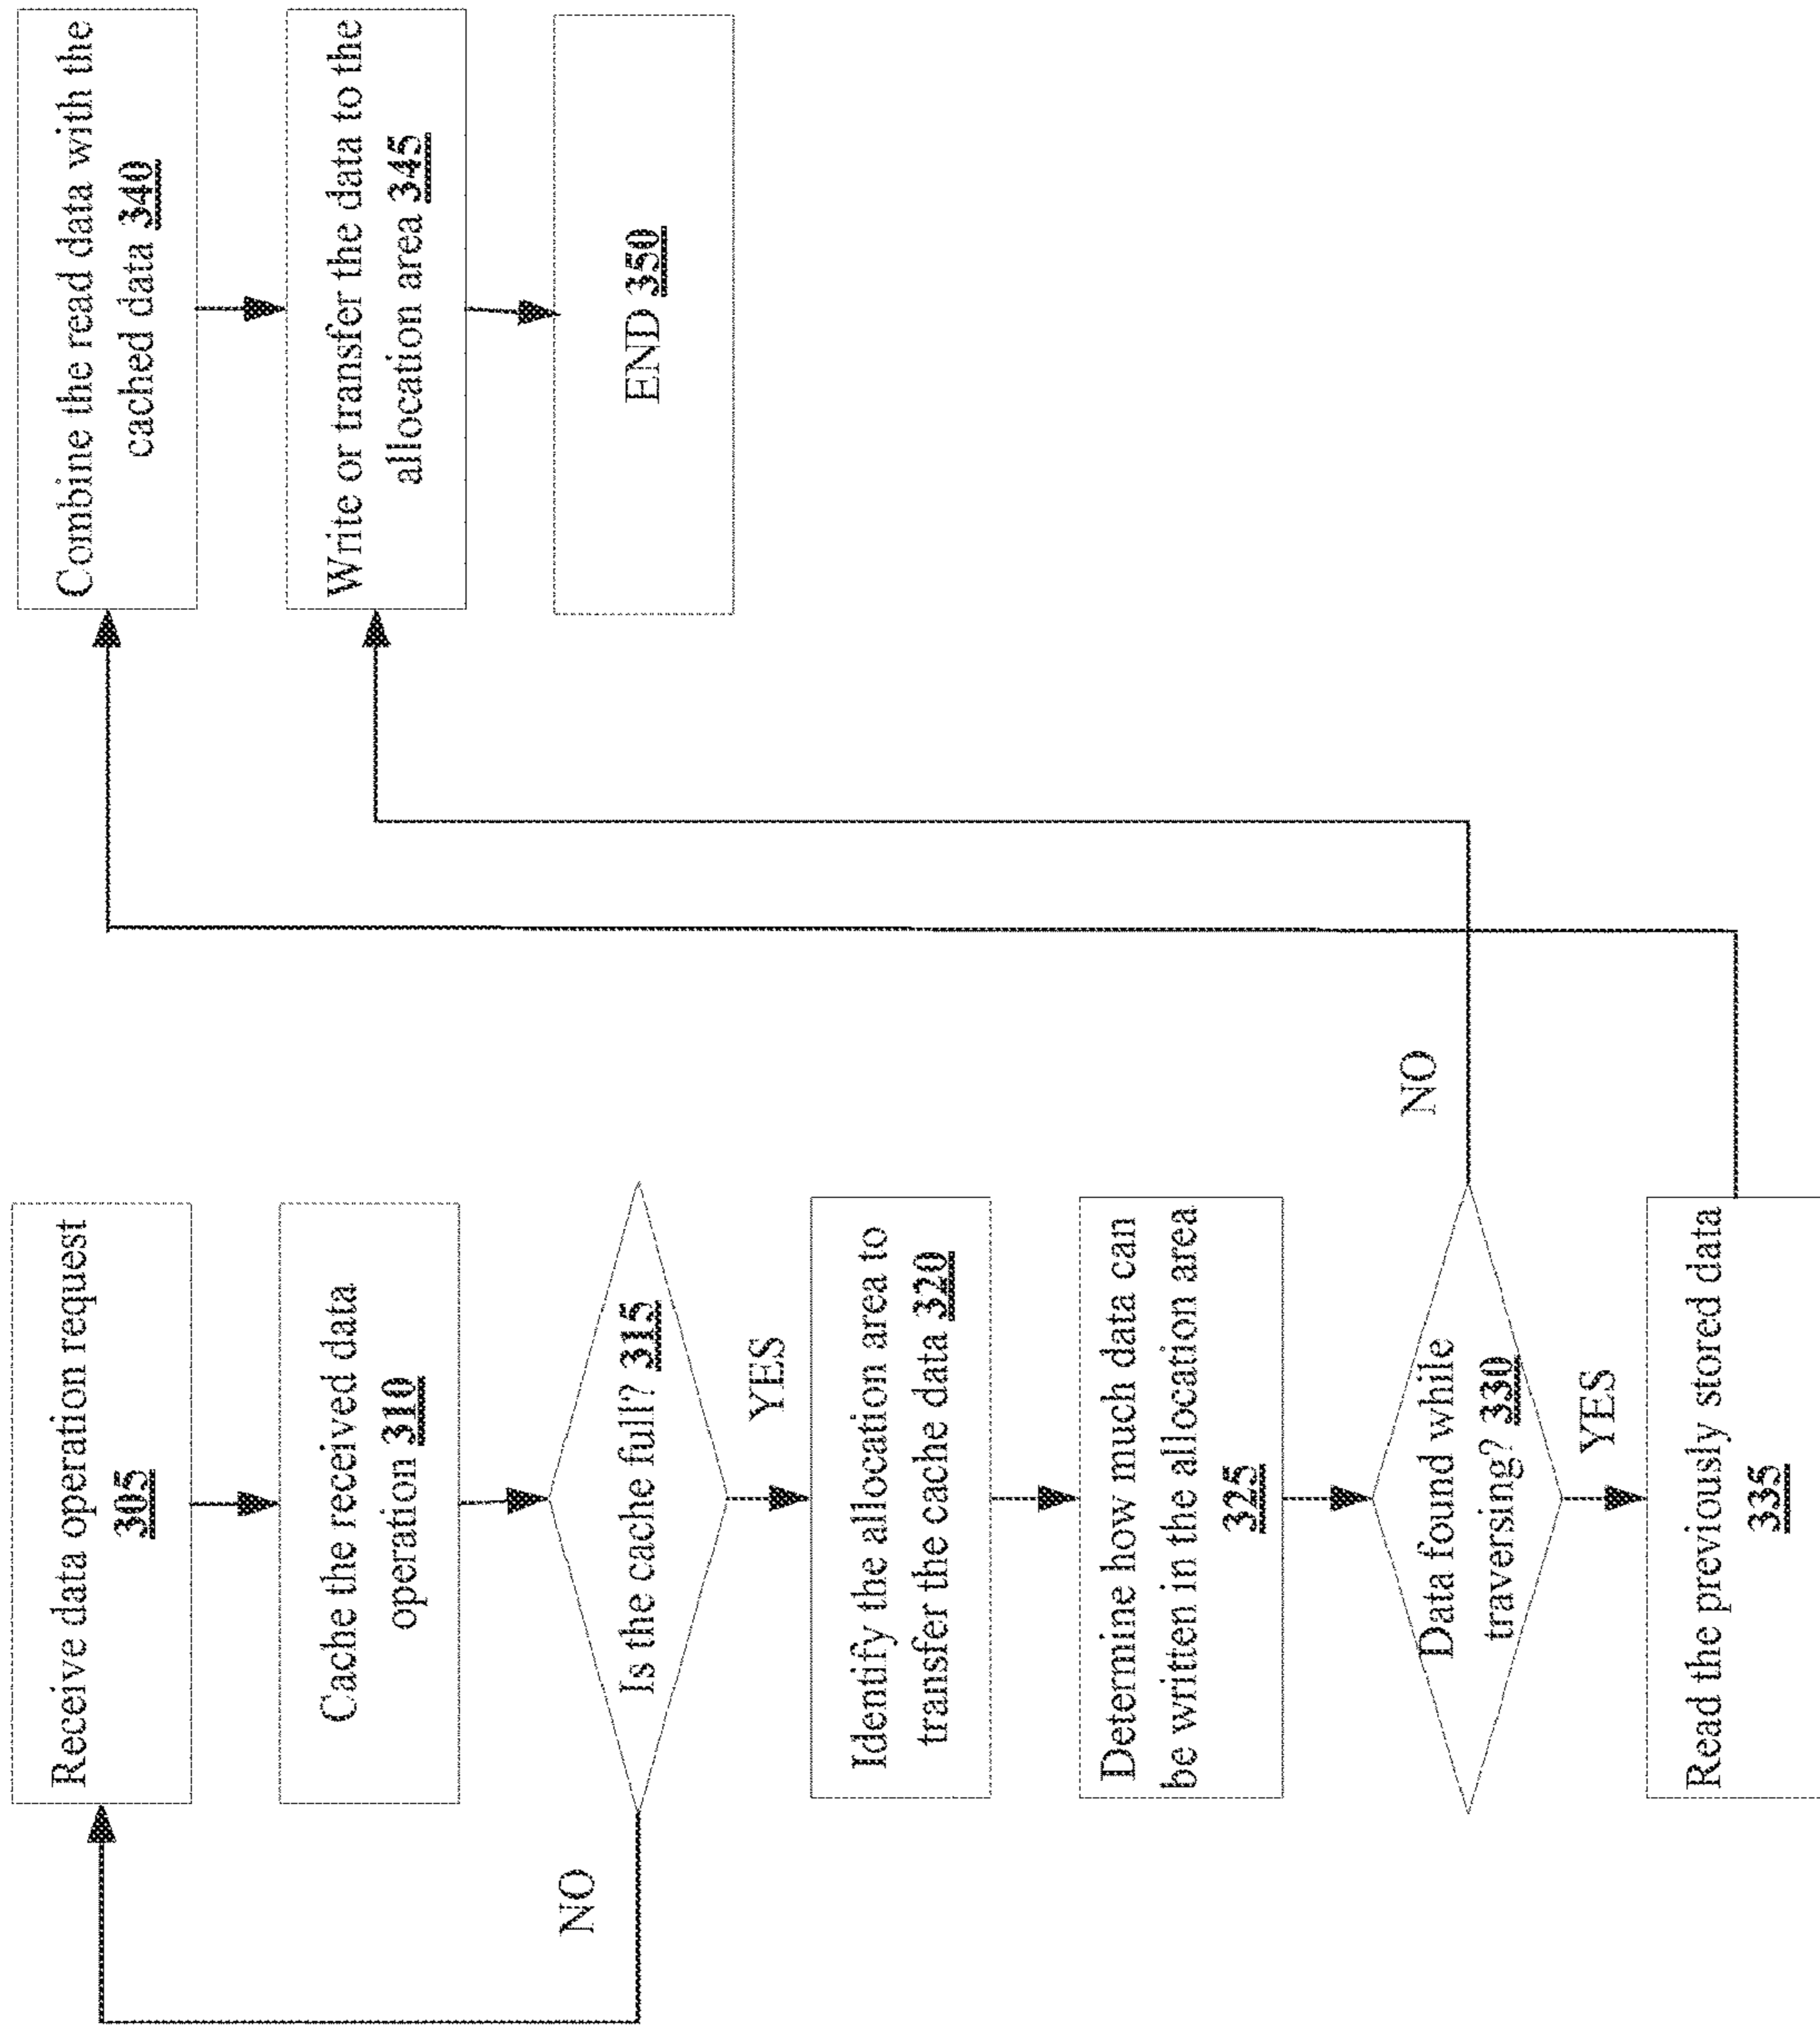 Receive data operation request
305
Cache the received data
operation 310
Is the cache full? 315
NO
YES
Identify the allocation area to
transfer the cache data 320
Determine how much data can
be written in the allocation area
325
Data found while
traversing? 330
NO
YES
Read the previously stored data
335
Combine the read data with the
cached data 340
Write or transfer the data to the
allocation area 345
END 350